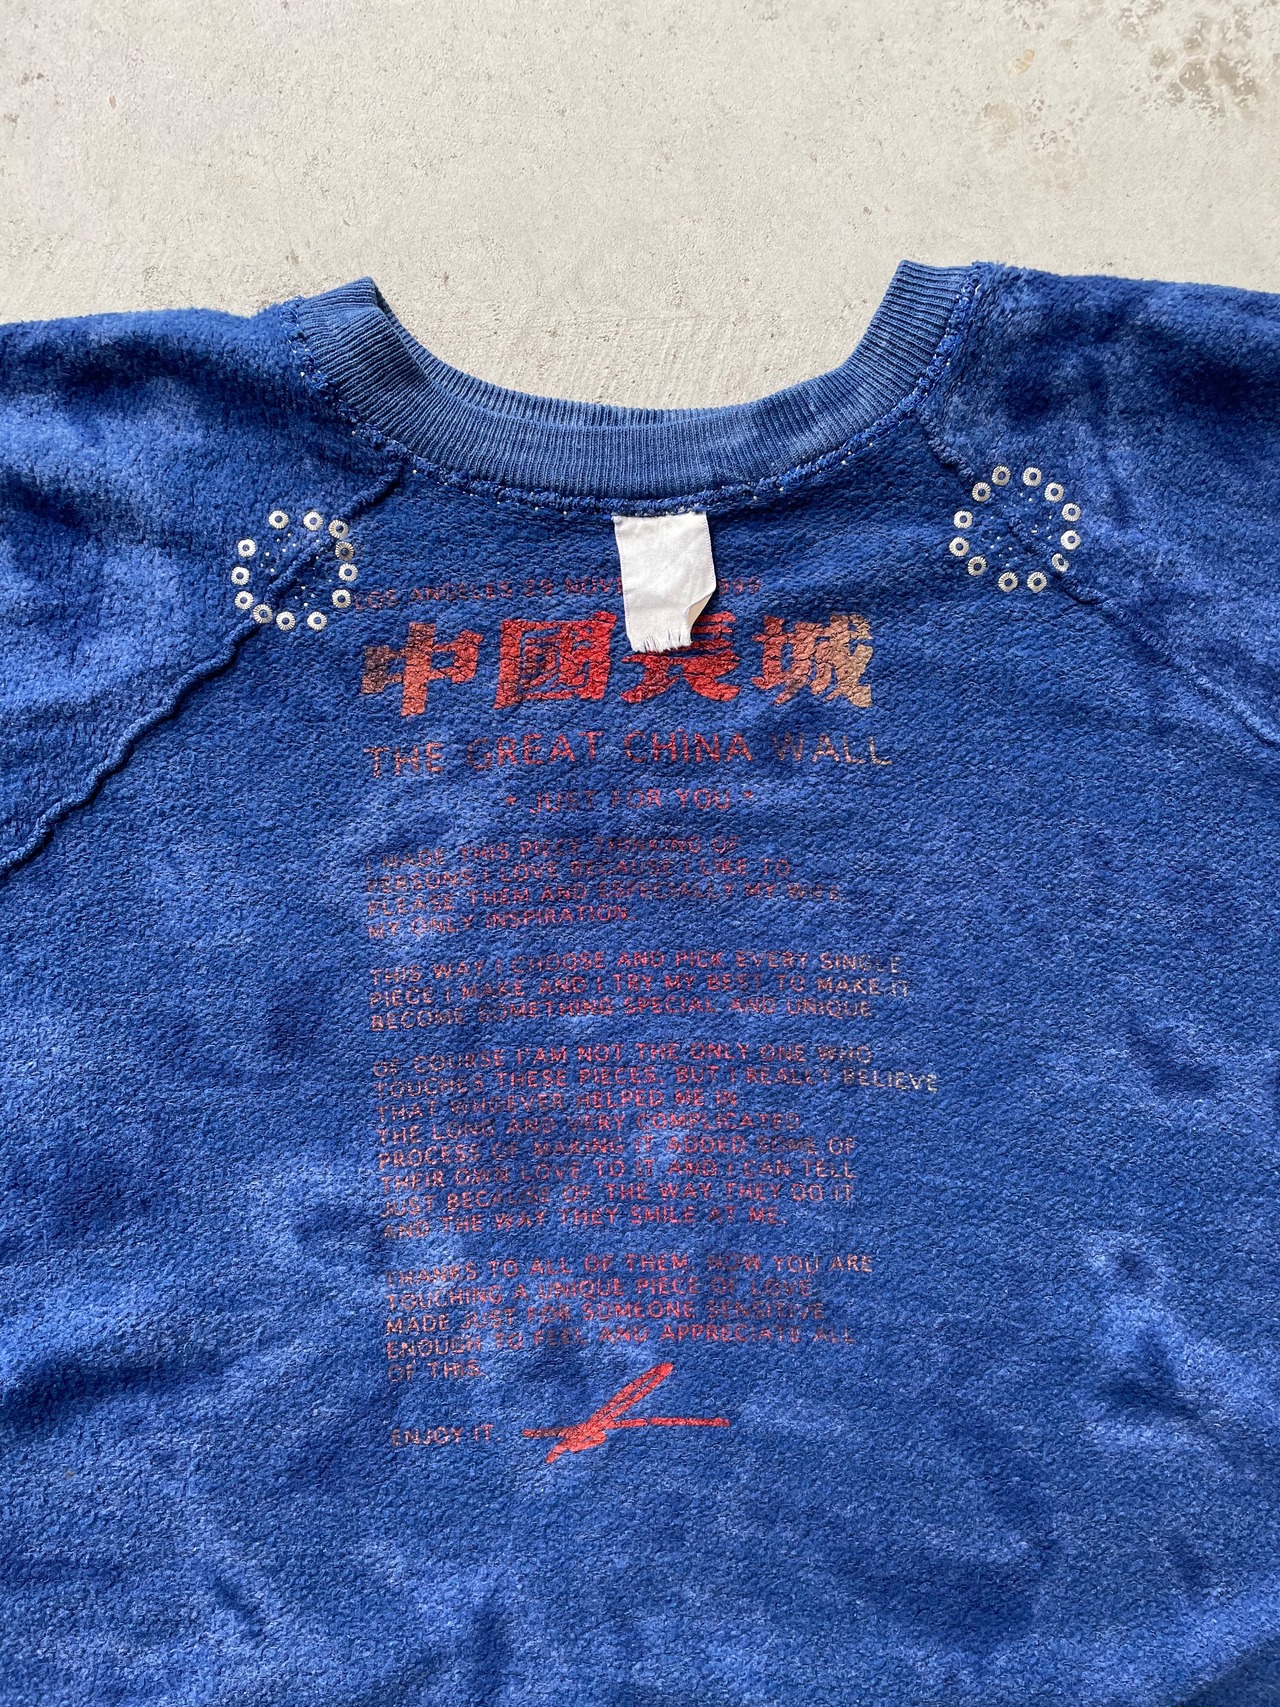 LOS ANGELES 29 NOV 999
中國長城
THE GREAT CHINA WALL
* JUST FOR YOU *
I MADE THIS PIECE THINKING OF
PERSONS I LOVE BECAUSE I LIKE TO
PLEASE THEM AND ESPECIALLY MY WIFE,
MY ONLY INSPIRATION.
THIS WAY I CHOOSE AND PICK EVERY SINGLE
PIECE I MAKE AND I TRY MY BEST TO MAKE IT
BECOME SOMETHING SPECIAL AND UNIQUE
OF COURSE I'AM NOT THE ONLY ONE WHO
TOUCHES THESE PIECES, BUT I REALLY BELIEVE
THAT WHOEVER HELPED ME IN
THE LONG AND VERY COMPLICATED
PROCESS OF MAKING IT ADDED SOME OF
THEIR OWN LOVE TO IT AND I CAN TELL
JUST BECAUSE OF THE WAY THEY DO IT
AND THE WAY THEY SMILE AT ME.
THANKS TO ALL OF THEM, NOW YOU ARE
TOUCHING A UNIQUE PIECE OF LOVE
MADE JUST FOR SOMEONE SENSITIVE
ENOUGH TO FEEL AND APPRECIATE ALL
OF THIS.
ENJOY IT.